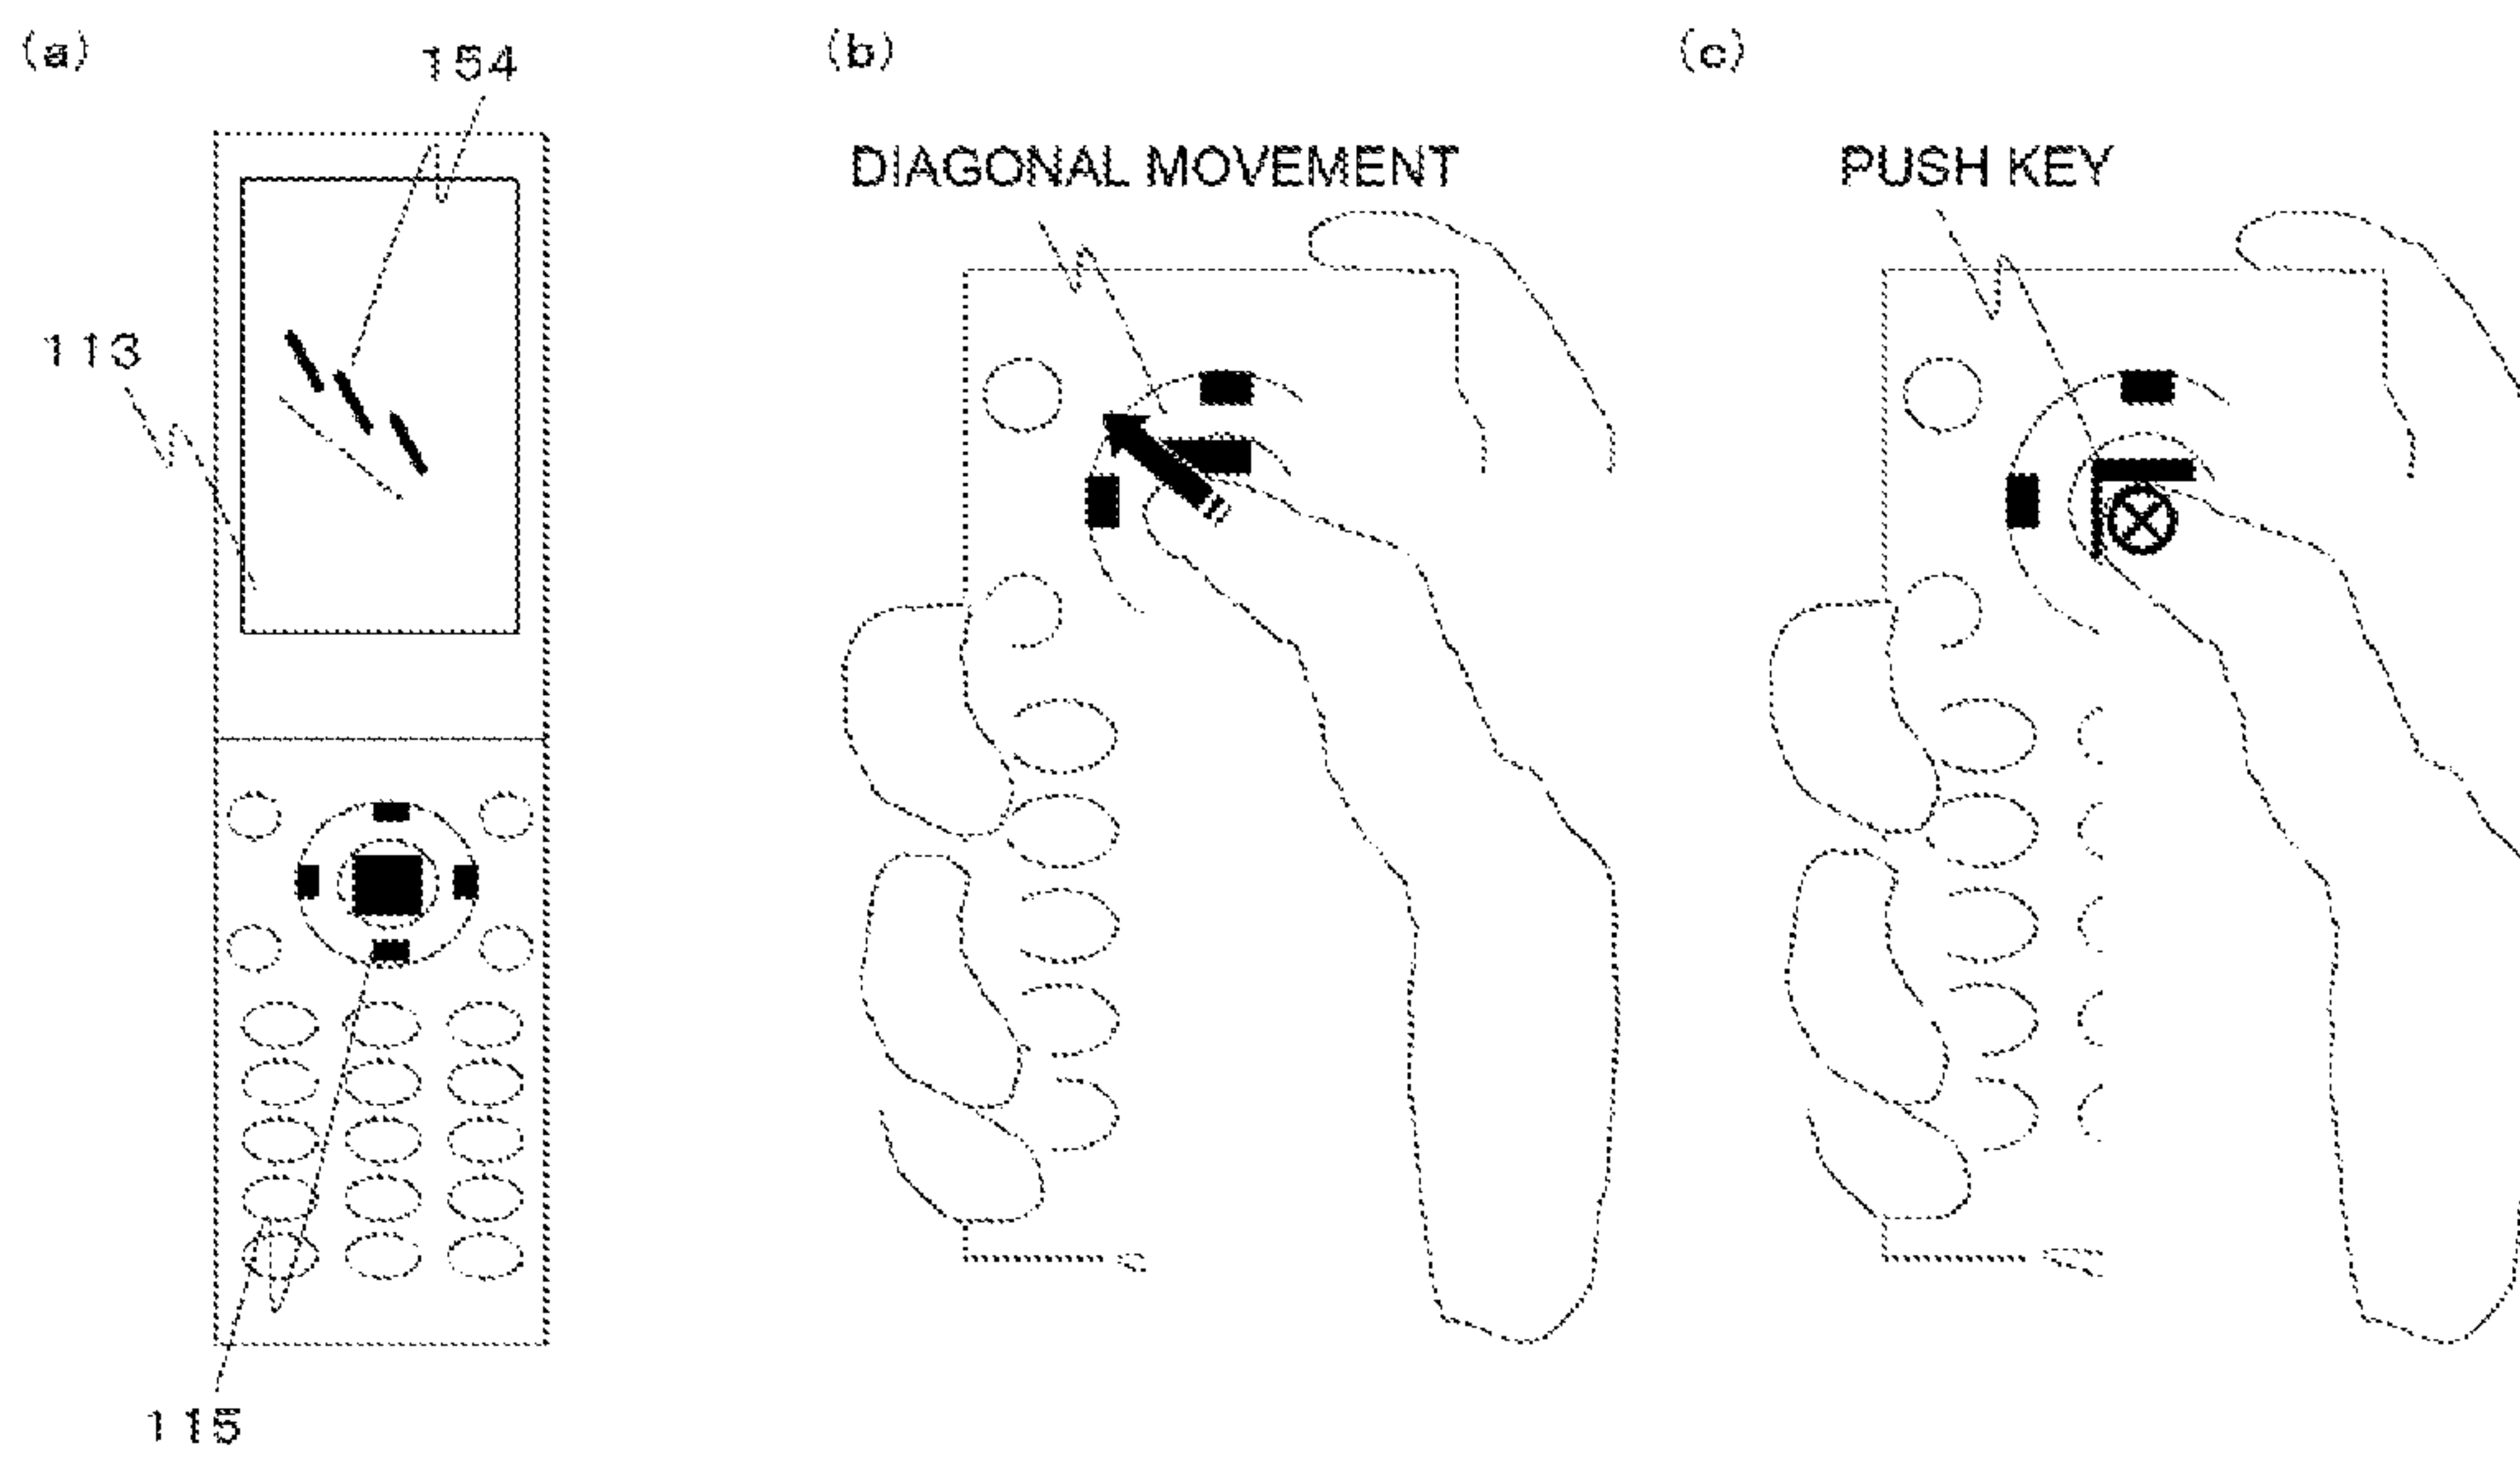 (a)
154
113
115
(b)
DIAGONAL MOVEMENT
(c)
PUSH KEY